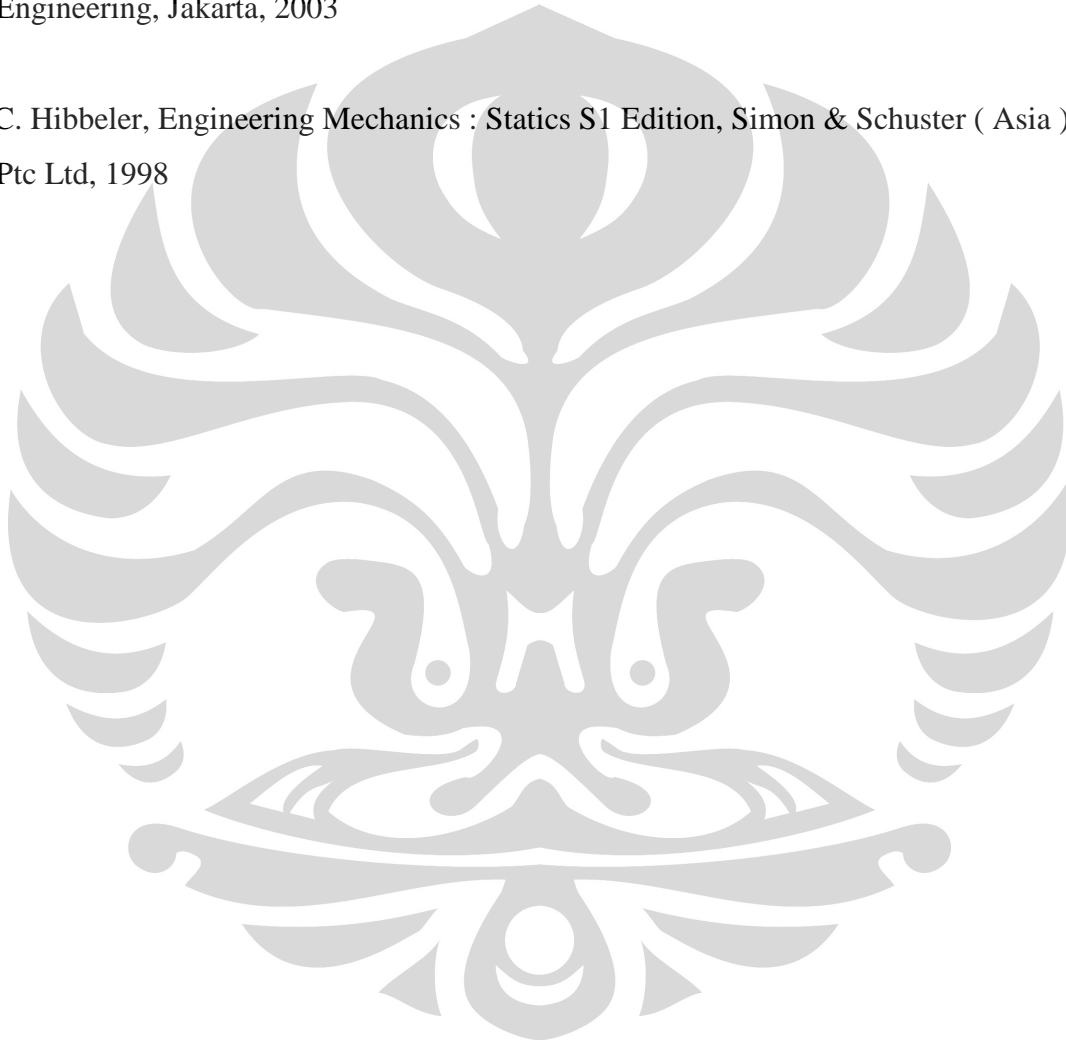 Engineering, Jakarta, 2003
C. Hibbeler, Engineering Mechanics : Statics S1 Edition, Simon & Schuster ( Asia )
Ptc Ltd, 1998